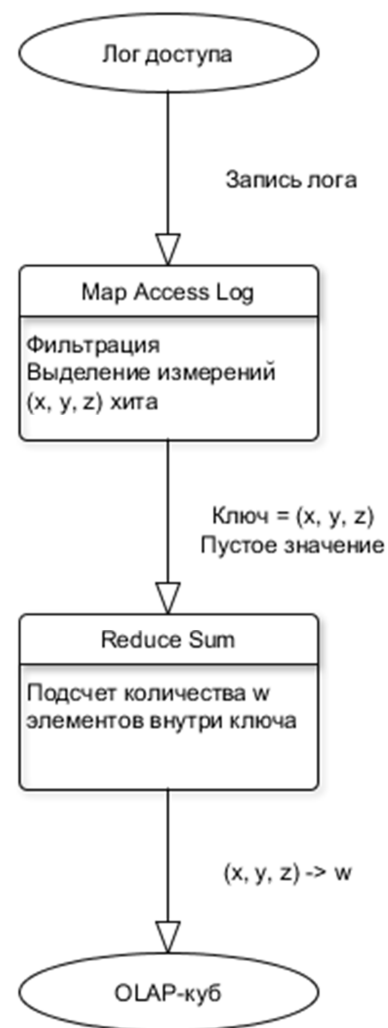 Лог доступа
Запись лога
Map Access Log
Фильтрация
Выделение измерений
(x, y, z) хита
Ключ = (x, y, z)
Пустое значение
Reduce Sum
Подсчет количества w
элементов внутри ключа
(x, y, z) -> w
OLAP-куб